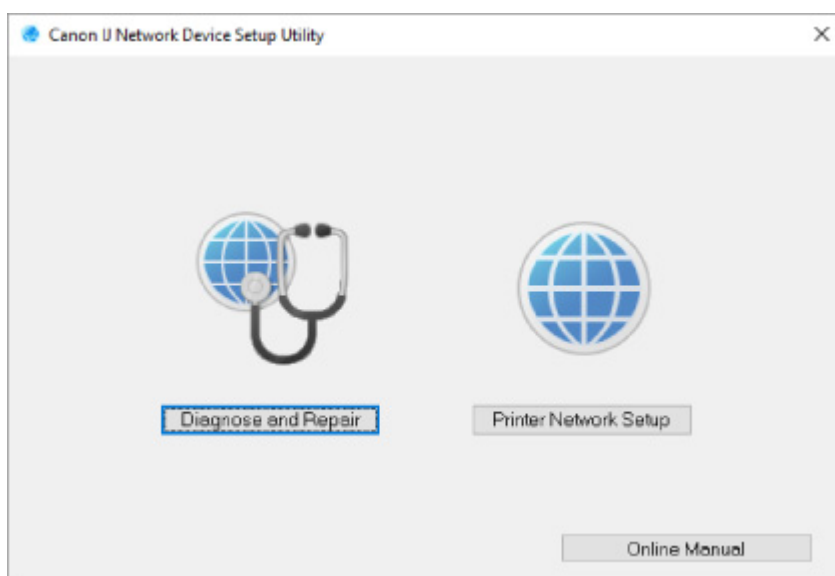 Canon IJ Network Device Setup Utility
Diagnose and Repair
Printer Network Setup
Online Manual